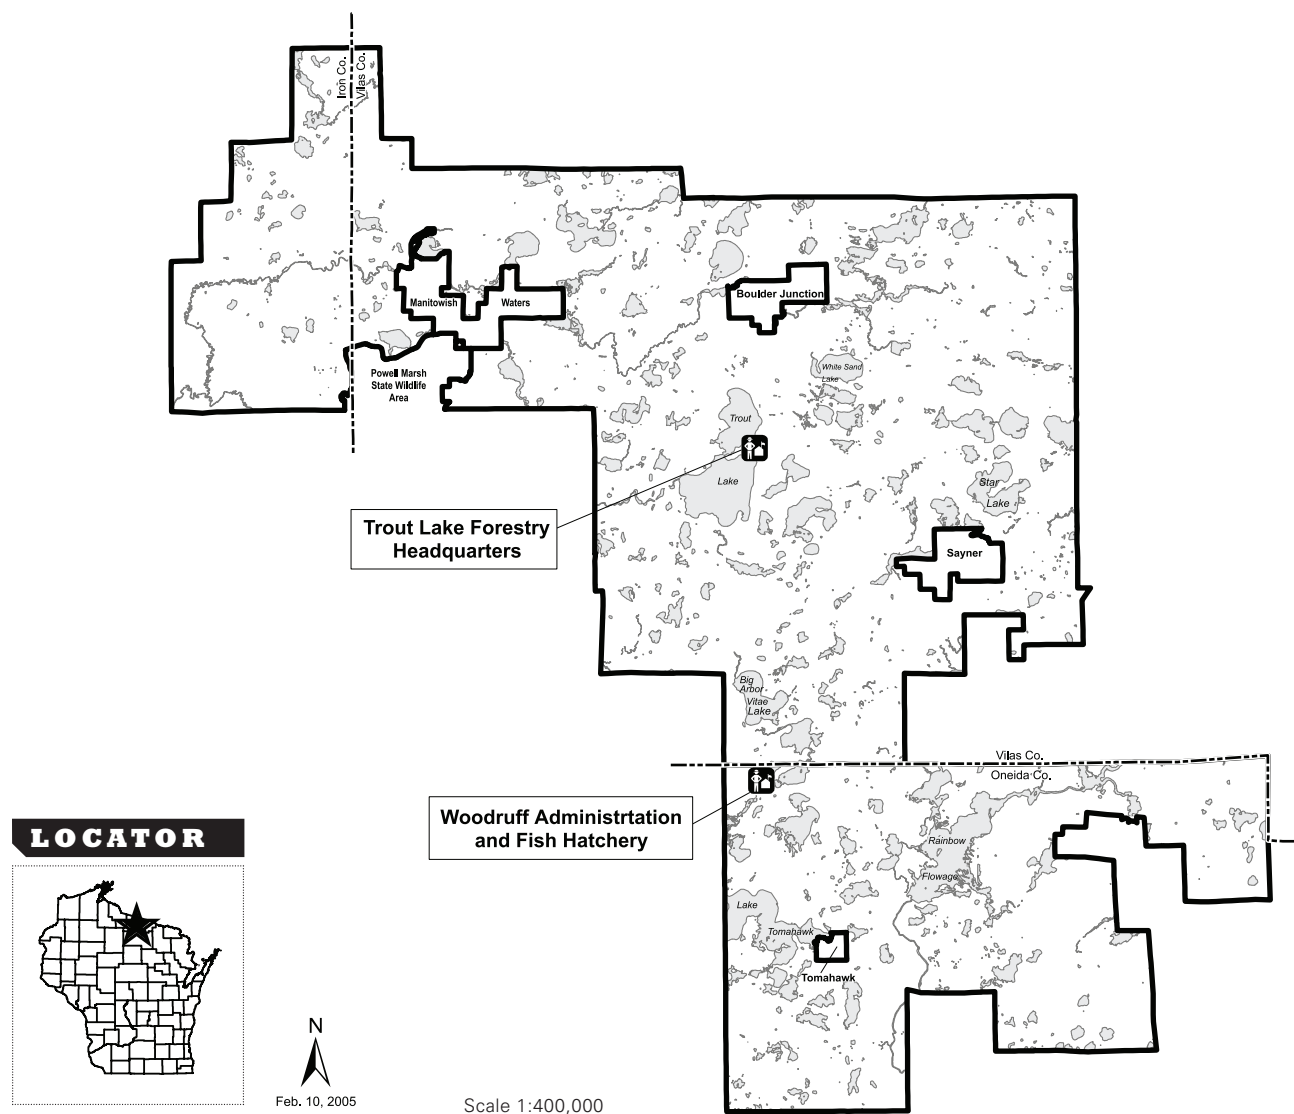 Iron Co.
Vilas Co.
Manitowish
Waters
Boulder Junction
Powell Marsh
State Wildlife
Area
White Sand
Lake
Trout
Lake
Star
Lake
Trout Lake Forestry
Headquarters
Sayner
Big
Arbor
Vitae
Lake
Vilas Co.
Oneida Co.
Woodruff Administrtation
and Fish Hatchery
Rainbow
Flowage
Lake
Tomahawk
Tomahawk
LOCATOR
N
Feb. 10, 2005
Scale 1:400,000